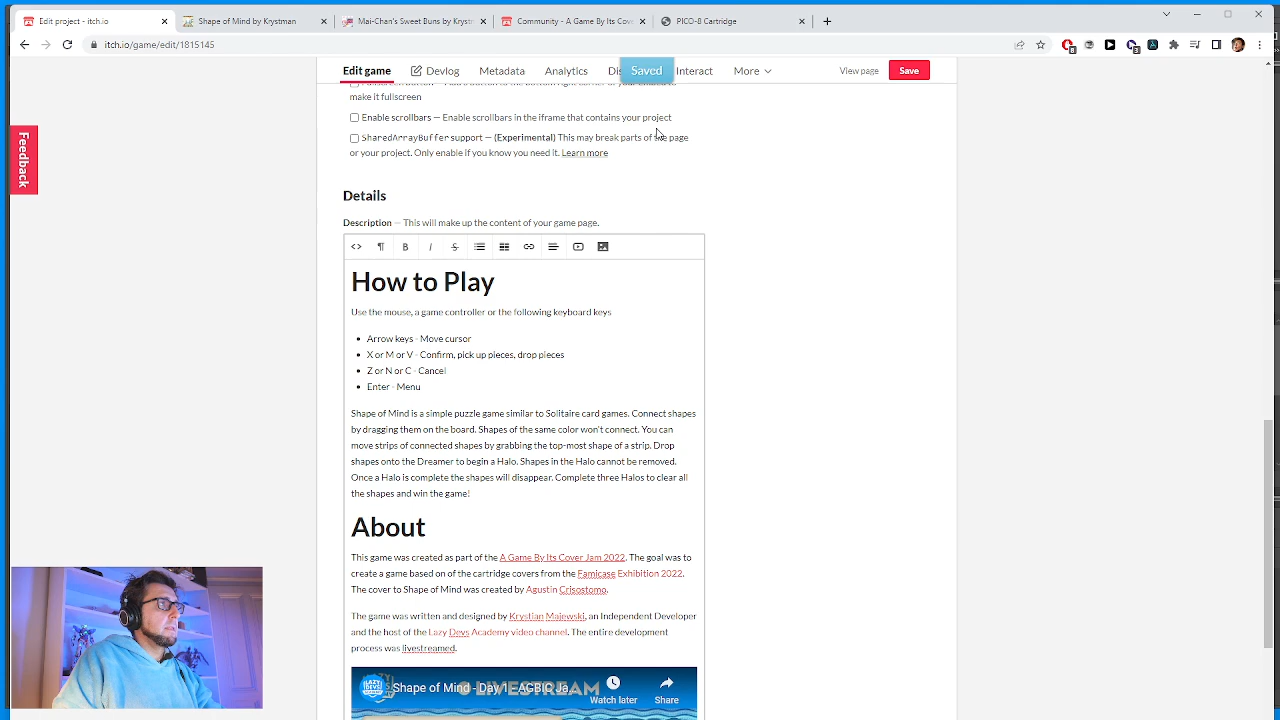 Edit project - itch.io
Shape of Mind by Krystman
Mai-Chan's Sweet Buns by Kryst
mmunity - A Game By Its Cove
PICO-8 Cartridge
itch.io/game/edit/1815145
Edit game
Devlog
Metadata
Analytics
Dis
Saved
Interact
More
View page
Save
make it fullscreen
Enable scrollbars — Enable scrollbars in the iframe that contains your project
SharedArrayBuffer support — (Experimental) This may break parts of the page
or your project. Only enable if you know you need it. Learn more
Feedback
Details
Description — This will make up the content of your game page.
How to Play
Use the mouse, a game controller or the following keyboard keys
Arrow keys - Move cursor
X or M or V - Confirm, pick up pieces, drop pieces
Z or N or C - Cancel
Enter - Menu
Shape of Mind is a simple puzzle game similar to Solitaire card games. Connect shapes
by dragging them on the board. Shapes of the same color won't connect. You can
move strips of connected shapes by grabbing the top-most shape of a strip. Drop
shapes onto the Dreamer to begin a Halo. Shapes in the Halo cannot be removed.
Once a Halo is complete the shapes will disappear. Complete three Halos to clear all
the shapes and win the game!
About
This game was created as part of the A Game By Its Cover Jam 2022. The goal was to
create a game based on of the cartridge covers from the Famicase Exhibition 2022.
The cover to Shape of Mind was created by Agustin Crisostomo.
The game was written and designed by Krystian Majewski, an Independent Developer
and the host of the Lazy Devs Academy video channel. The entire development
process was livestreamed.
Shape of Mind - Day 1 - AGBIC Ja
LIVESTREAM
Watch later
Share